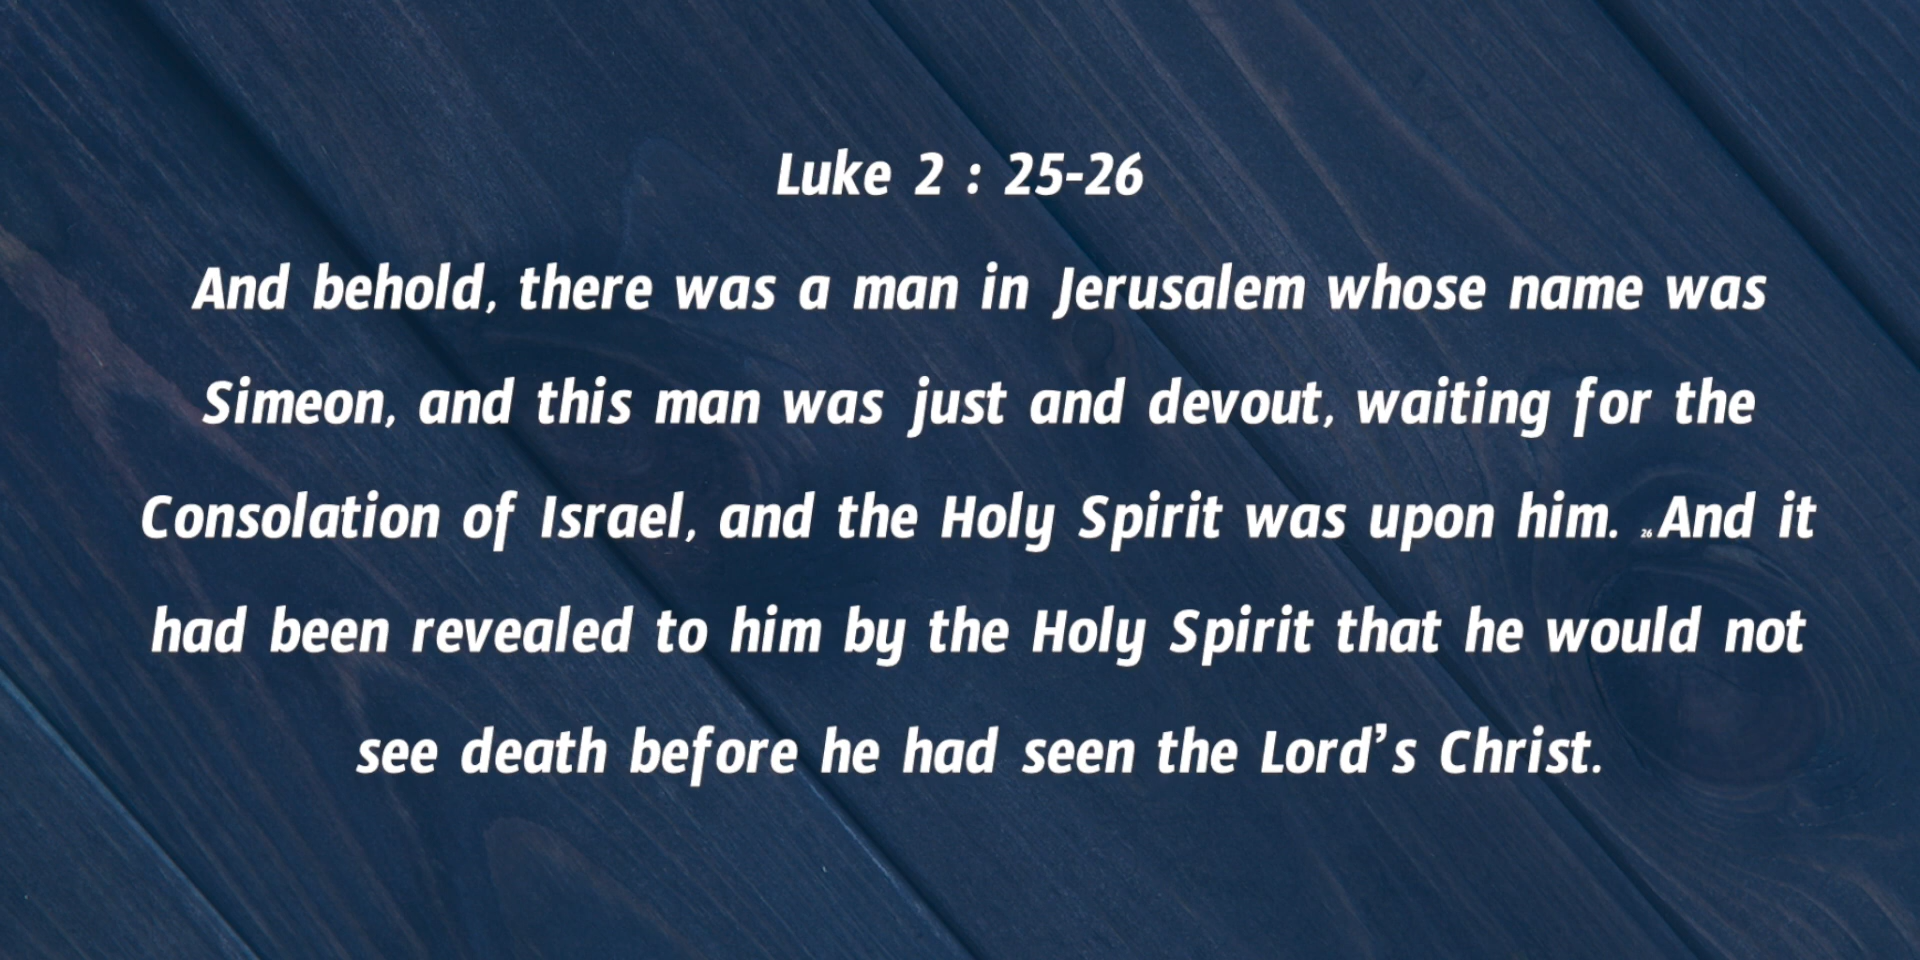 Luke 2 : 25-26
And behold, there was a man in Jerusalem whose name was
Simeon, and this man was just and devout, waiting for the
Consolation of Israel, and the Holy Spirit was upon him. 26 And it
had been revealed to him by the Holy Spirit that he would not
see death before he had seen the Lord’s Christ.